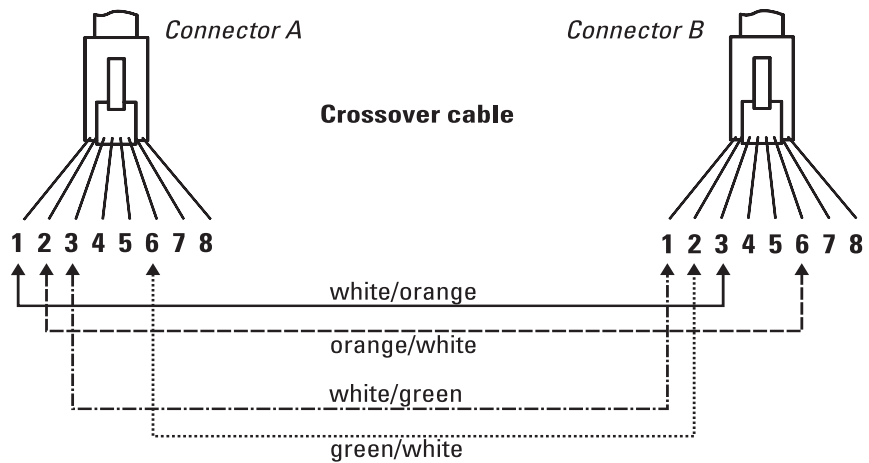 Connector A
Connector B
Crossover cable
1 2 3 4 5 6 7 8
1 2 3 4 5 6 7 8
white/orange
orange/white
white/green
green/white